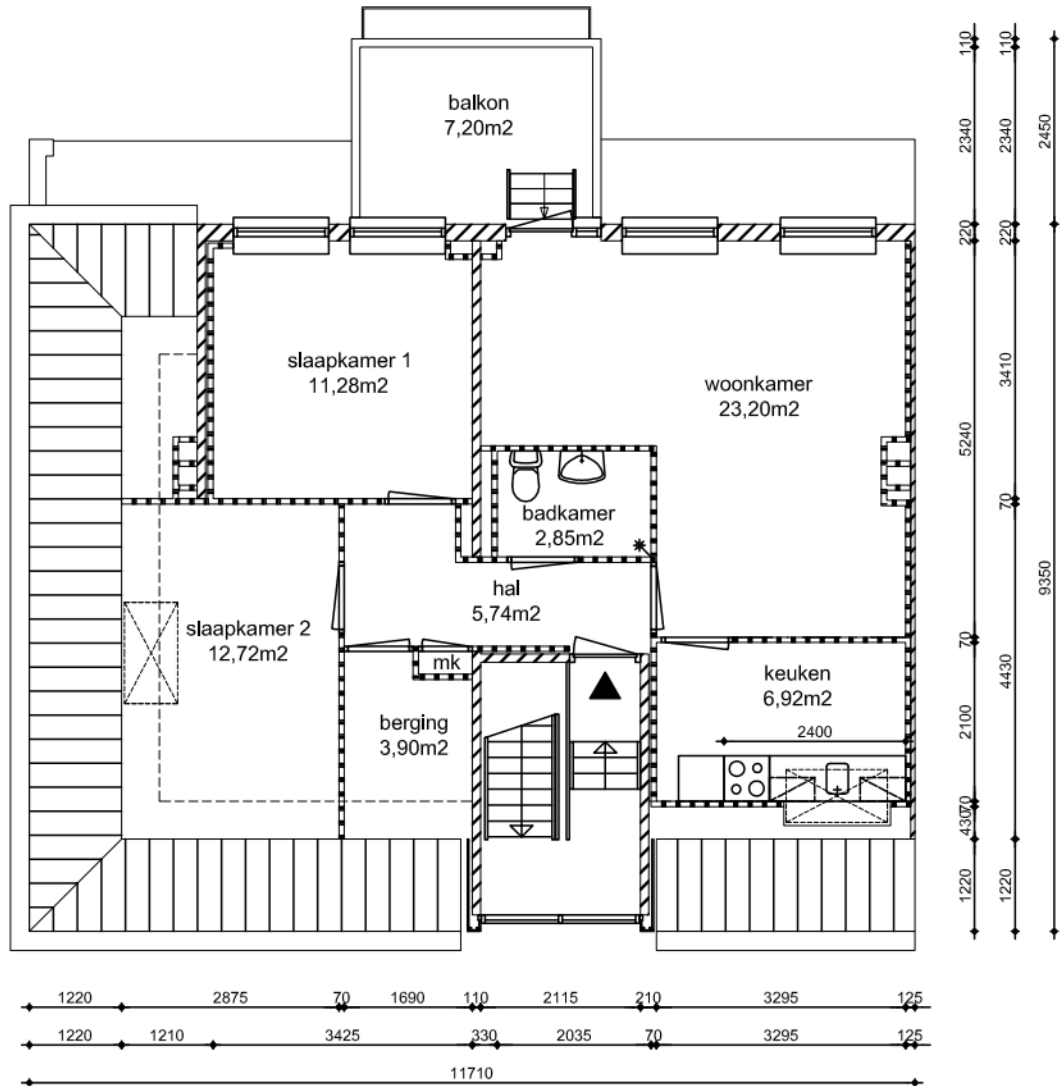 balkon
7,20m2
slaapkamer 1
11,28m2
woonkamer
23,20m2
badkamer
2,85m2
hal
5,74m2
slaapkamer 2
12,72m2
mk
keuken
6,92m2
berging
3,90m2
2400
110
2340
220
5240
70
2100
70
430
1220
110
2340
220
3410
70
4430
1220
2450
9350
1220 2875 70 1690 110 2115 210 3295 125
1220 1210 3425 330 2035 70 3295 125
11710